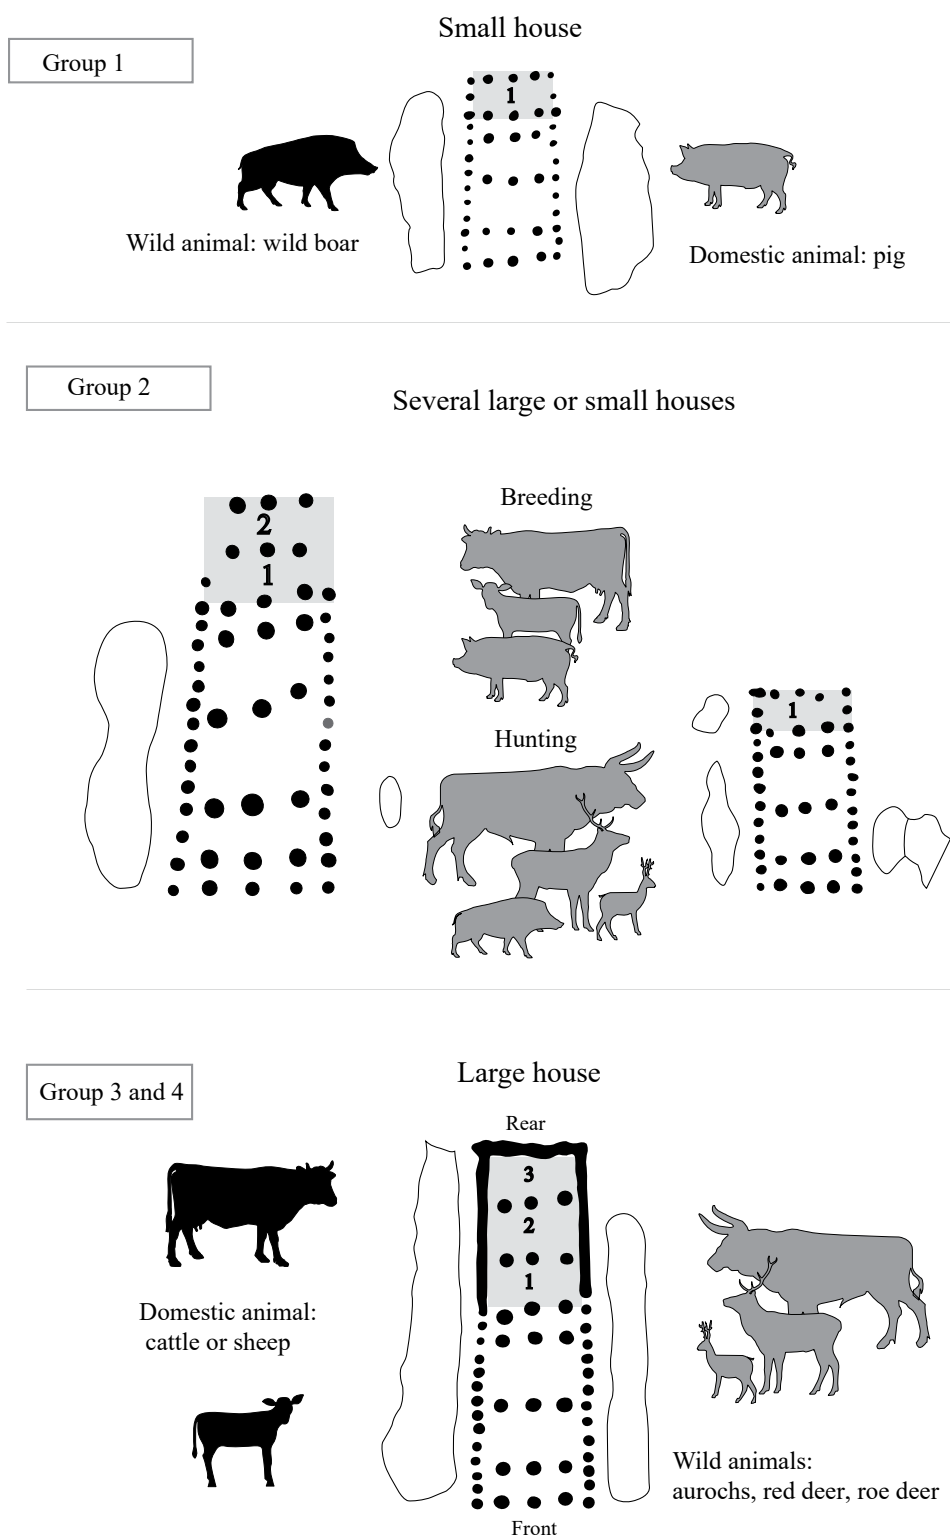 Small house
Group 1
1
Wild animal: wild boar
Domestic animal: pig
Group 2
Several large or small houses
Breeding
2
1
Hunting
1
Large house
Group 3 and 4
Rear
3
2
1
Domestic animal:
cattle or sheep
Wild animals:
aurochs, red deer, roe deer
Front